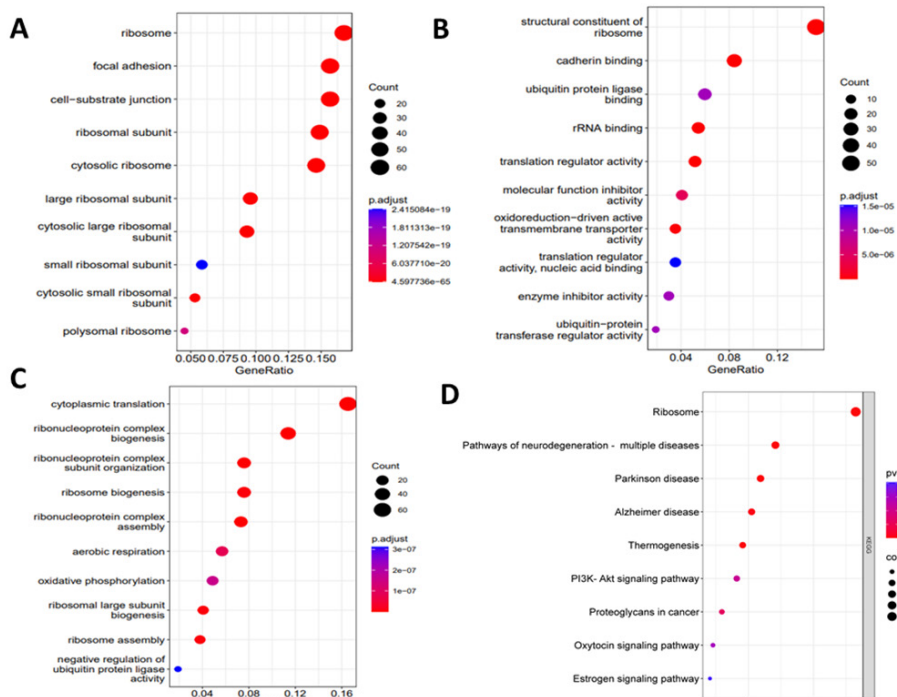 A
ribosome
focal adhesion
cell−substrate junction
ribosomal subunit
cytosolic ribosome
large ribosomal subunit
cytosolic large ribosomal
subunit
small ribosomal subunit
cytosolic small ribosomal
subunit
polysomal ribosome
0.050 0.075 0.100 0.125 0.150
GeneRatio
Count
20
30
40
50
60
p.adjust
2.415084e−19
1.811313e−19
1.207542e−19
6.037710e−20
4.597736e−65
B
structural constituent of
ribosome
cadherin binding
ubiquitin protein ligase
binding
rRNA binding
translation regulator activity
molecular function inhibitor
activity
oxidoreduction−driven active
transmembrane transporter
activity
translation regulator
activity, nucleic acid binding
enzyme inhibitor activity
ubiquitin−protein
transferase regulator activity
0.04 0.08 0.12
GeneRatio
Count
10
20
30
40
50
p.adjust
1.5e−05
1.0e−05
5.0e−06
C
cytoplasmic translation
ribonucleoprotein complex
biogenesis
ribonucleoprotein complex
subunit organization
ribosome biogenesis
ribonucleoprotein complex
assembly
aerobic respiration
oxidative phosphorylation
ribosomal large subunit
biogenesis
ribosome assembly
negative regulation of
ubiquitin protein ligase
activity
0.04 0.08 0.12 0.16
Count
20
40
60
p.adjust
3e−07
2e−07
1e−07
D
Ribosome
Pathways of neurodegeneration - multiple diseases
Parkinson disease
Alzheimer disease
Thermogenesis
PI3K- Akt signaling pathway
Proteoglycans in cancer
Oxytocin signaling pathway
Estrogen signaling pathway
KEGG
pv
co